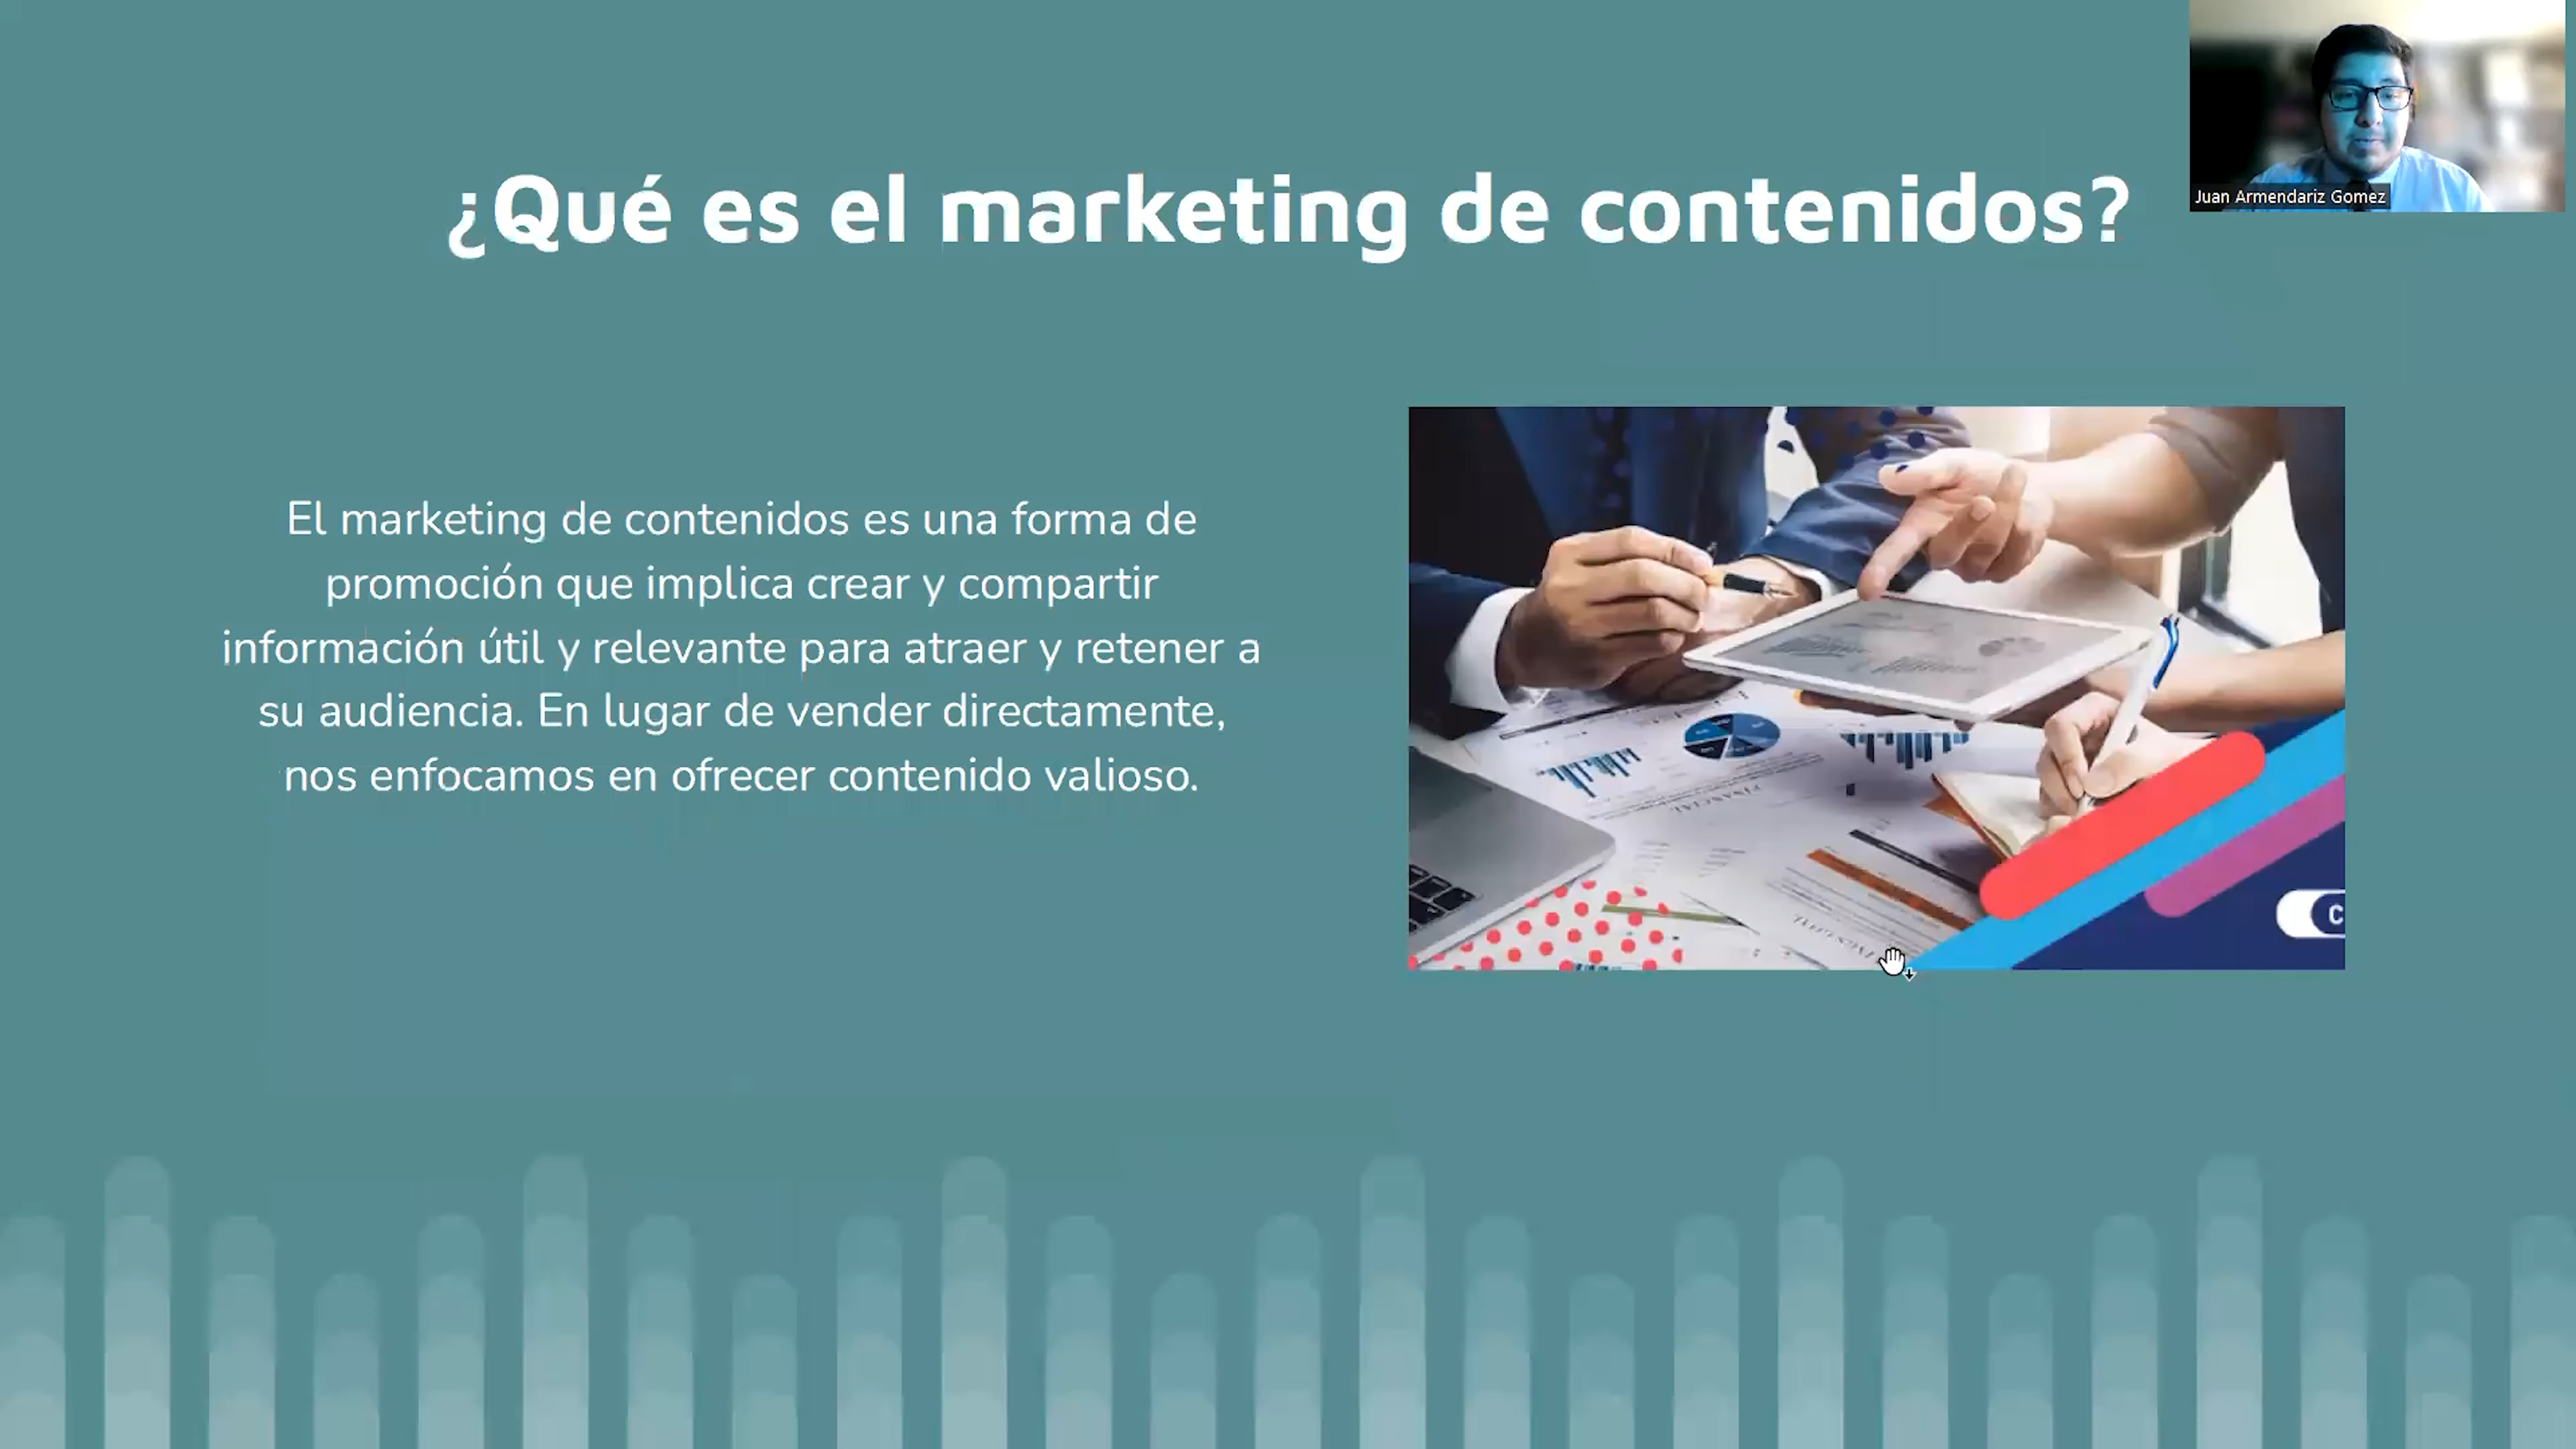 ¿Qué es el marketing de contenidos?
Juan Armendariz Gomez
El marketing de contenidos es una forma de
promoción que implica crear y compartir
información útil y relevante para atraer y retener a
su audiencia. En lugar de vender directamente,
nos enfocamos en ofrecer contenido valioso.
FINANCIAL
C